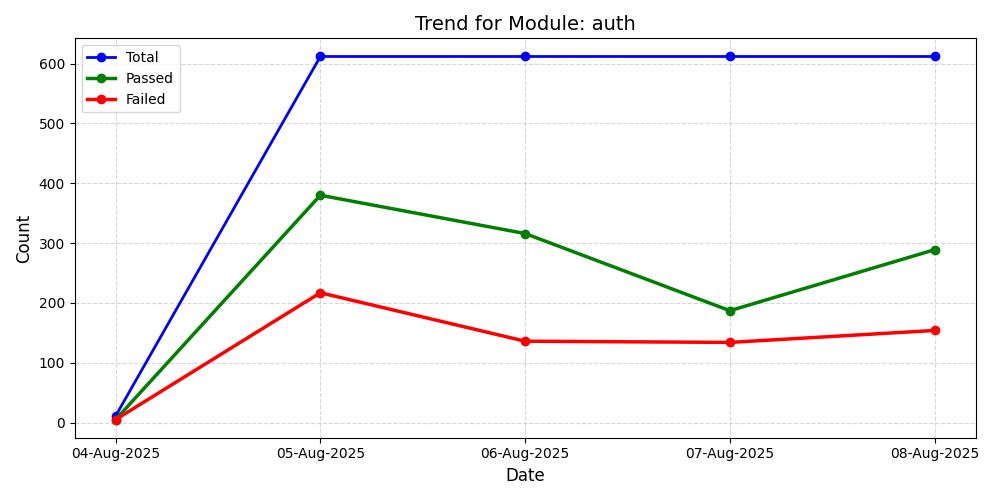 Trend for Module: auth
Total
Passed
Failed
600
500
400
300
200
100
0
Count
04-Aug-2025
05-Aug-2025
06-Aug-2025
07-Aug-2025
08-Aug-2025
Date